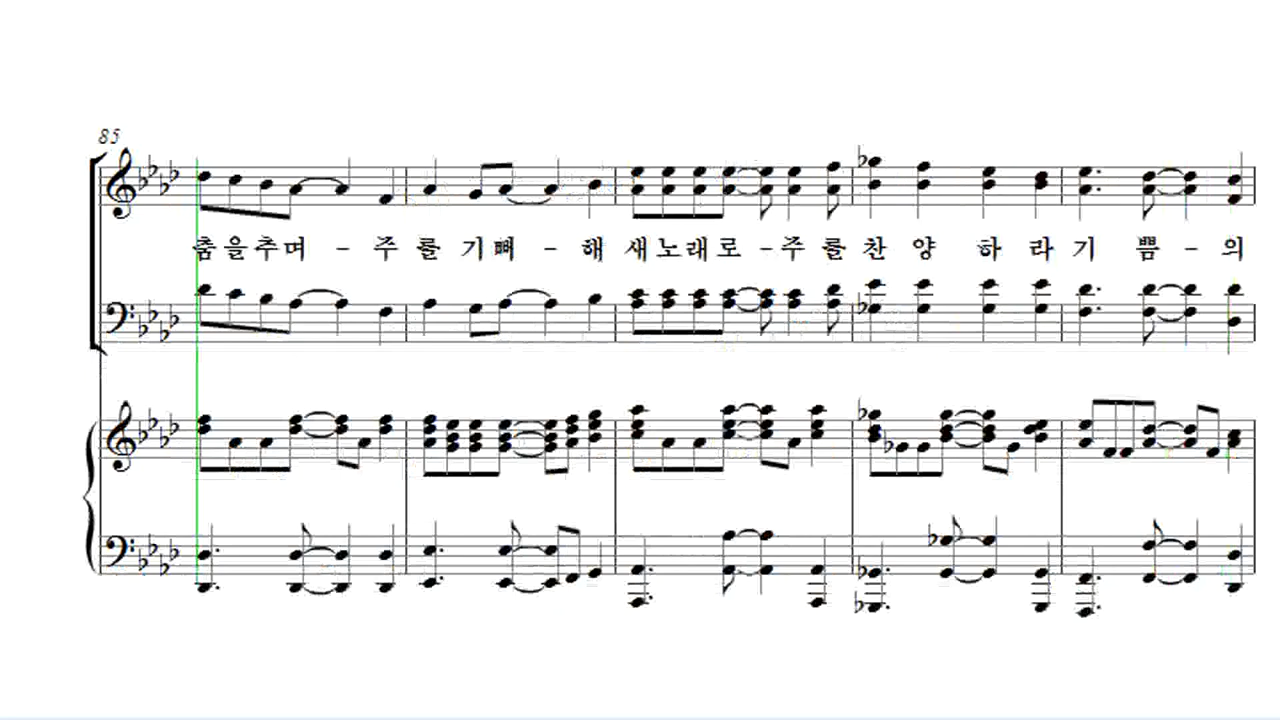 85
춤을추며 - 주 를 기뻐 - 해 새노래로 - 주 를 찬 양 하 라 기 쁨 - 의